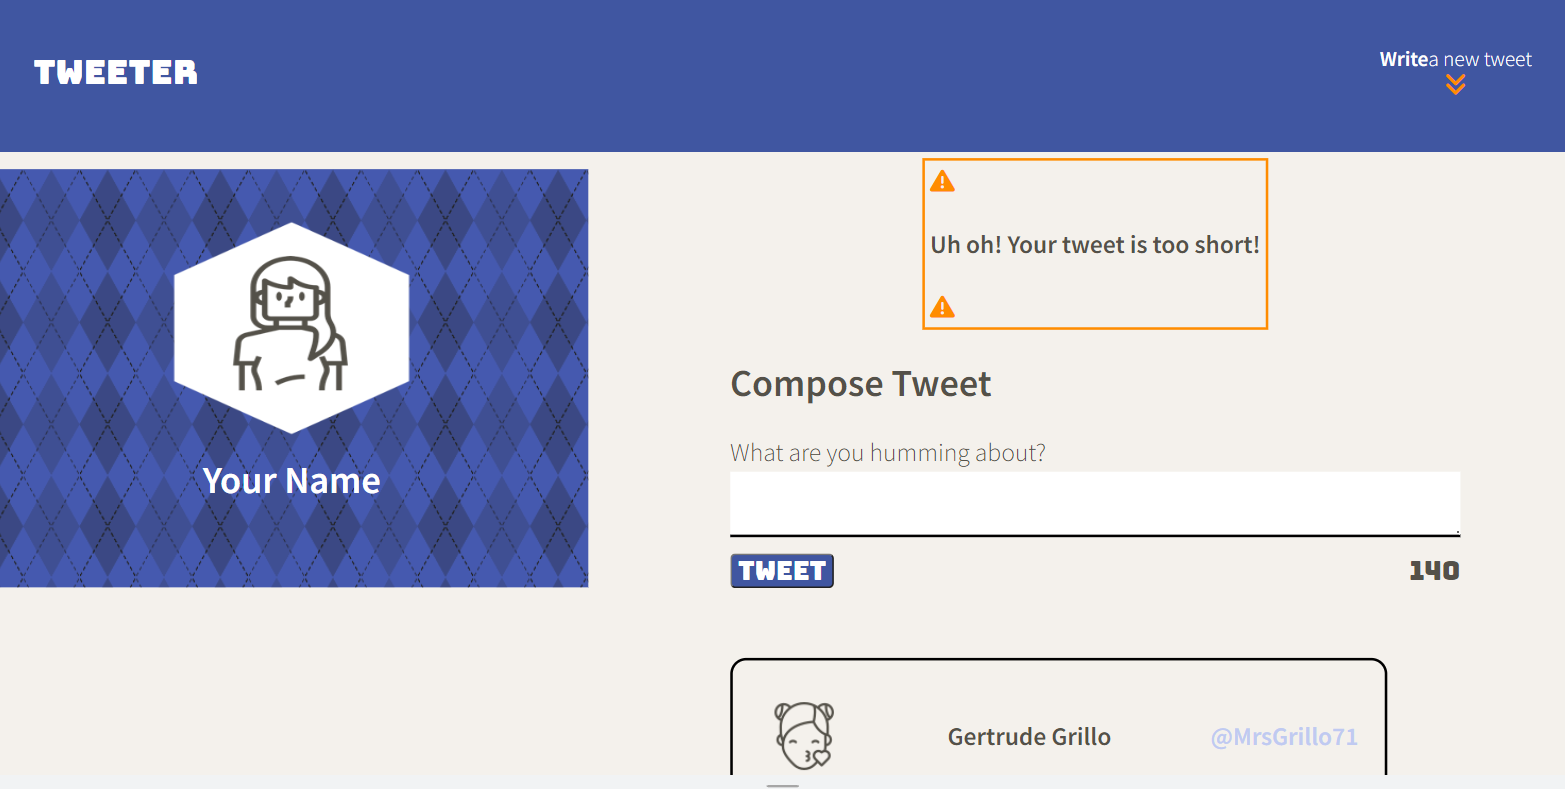 TWEETER
Writea new tweet
Uh oh! Your tweet is too short!
Your Name
Compose Tweet
What are you humming about?
TWEET
140
Gertrude Grillo
@MrsGrillo71